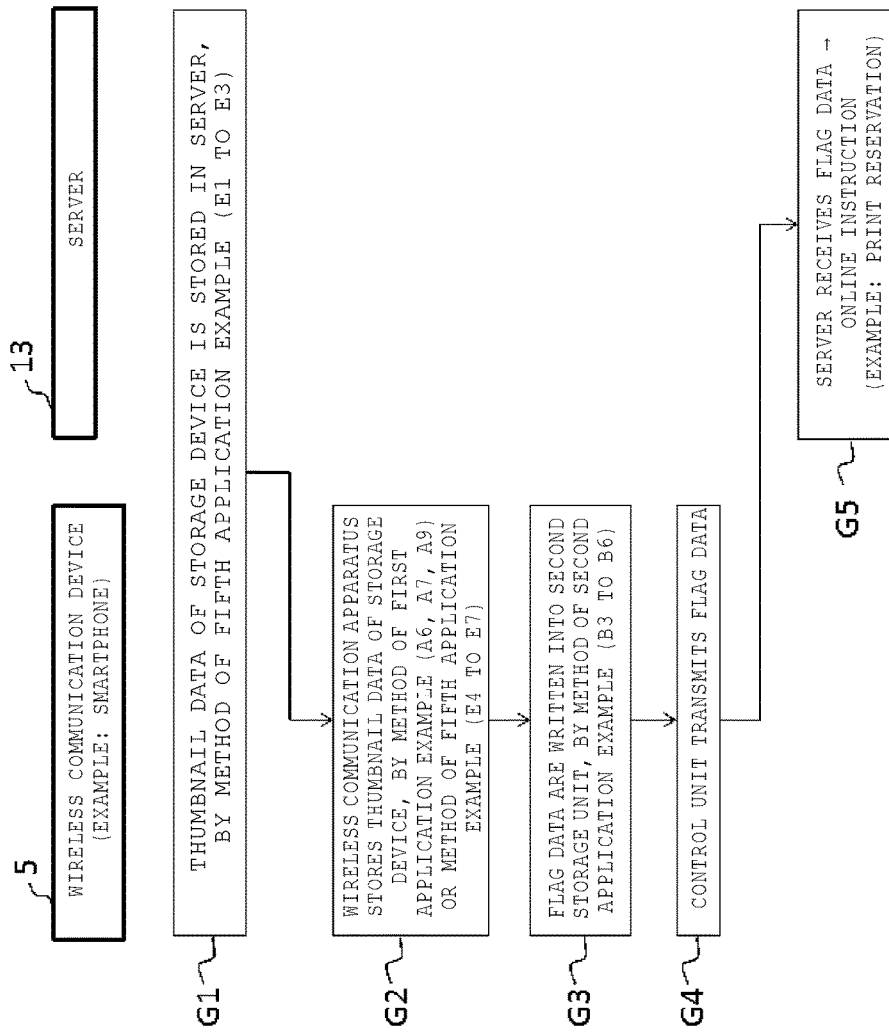 5
WIRELESS COMMUNICATION DEVICE
(EXAMPLE: SMARTPHONE)
13
SERVER
G1
THUMBNAIL DATA OF STORAGE DEVICE IS STORED IN SERVER,
BY METHOD OF FIFTH APPLICATION EXAMPLE (E1 TO E3)
G2
WIRELESS COMMUNICATION APPARATUS
STORES THUMBNAIL DATA OF STORAGE
DEVICE, BY METHOD OF FIRST
APPLICATION EXAMPLE (A6, A7, A9)
OR METHOD OF FIFTH APPLICATION
EXAMPLE (E4 TO E7)
G3
FLAG DATA ARE WRITTEN INTO SECOND
STORAGE UNIT, BY METHOD OF SECOND
APPLICATION EXAMPLE (B3 TO B6)
G4
CONTROL UNIT TRANSMITS FLAG DATA
G5
SERVER RECEIVES FLAG DATA →
ONLINE INSTRUCTION
(EXAMPLE: PRINT RESERVATION)